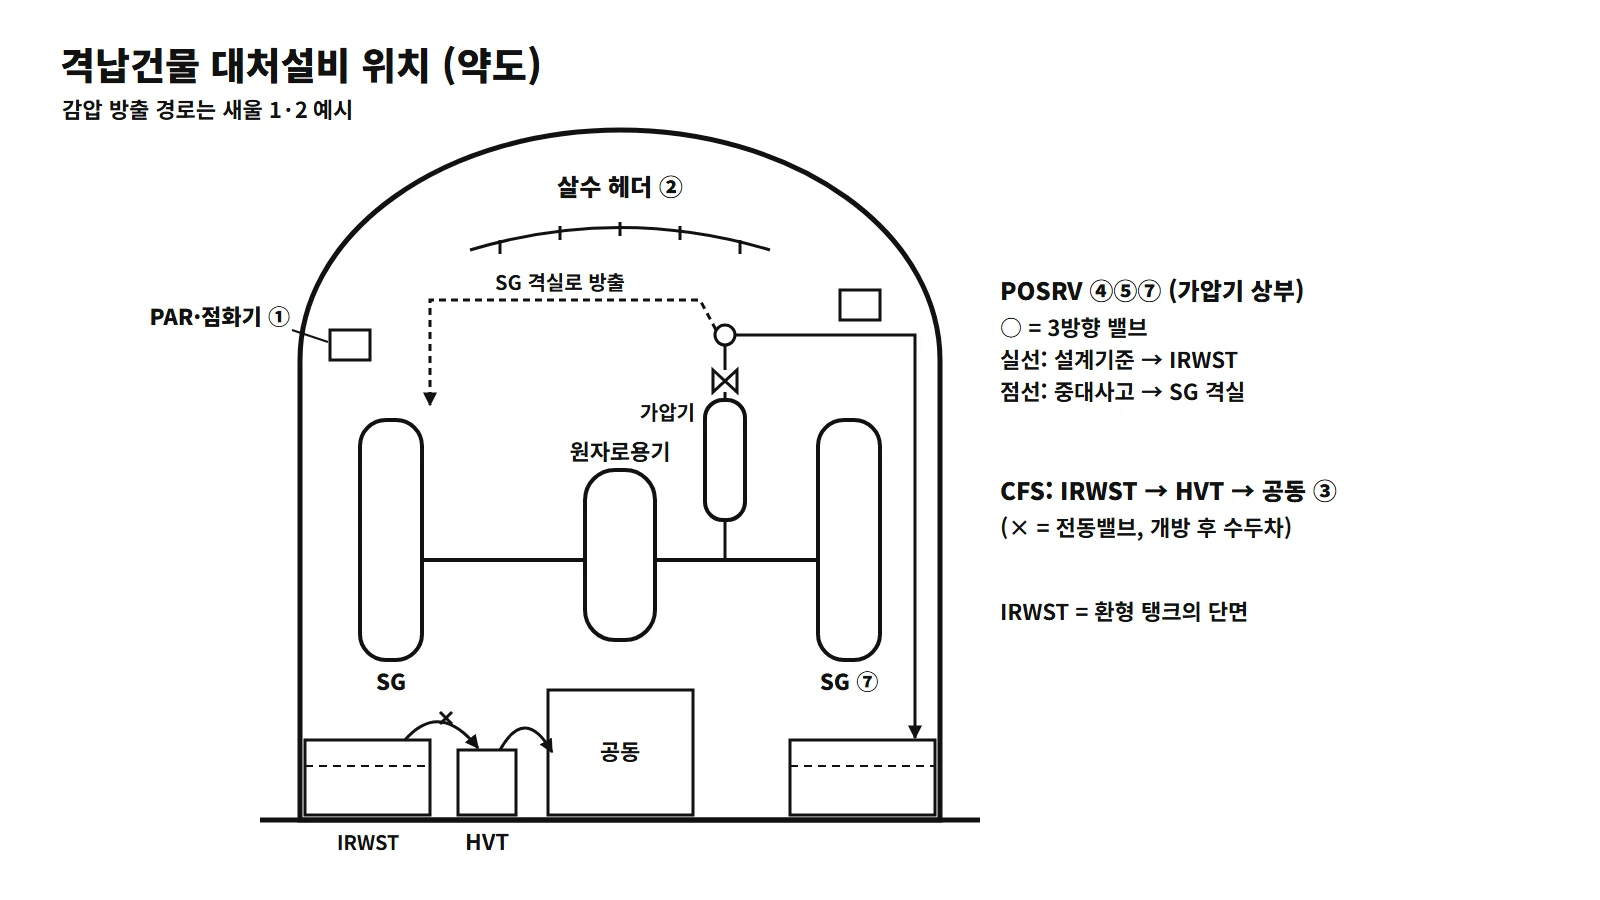 격납건물 대처설비 위치 (약도)
감압 방출 경로는 새울 1·2 예시
살수 헤더 ②
SG 격실로 방출
PAR·점화기 ①
가압기
원자로용기
SG
SG ⑦
공동
IRWST
HVT
POSRV ④⑤⑦ (가압기 상부)
○ = 3방향 밸브
실선: 설계기준 → IRWST
점선: 중대사고 → SG 격실
CFS: IRWST → HVT → 공동 ③
(× = 전동밸브, 개방 후 수두차)
IRWST = 환형 탱크의 단면